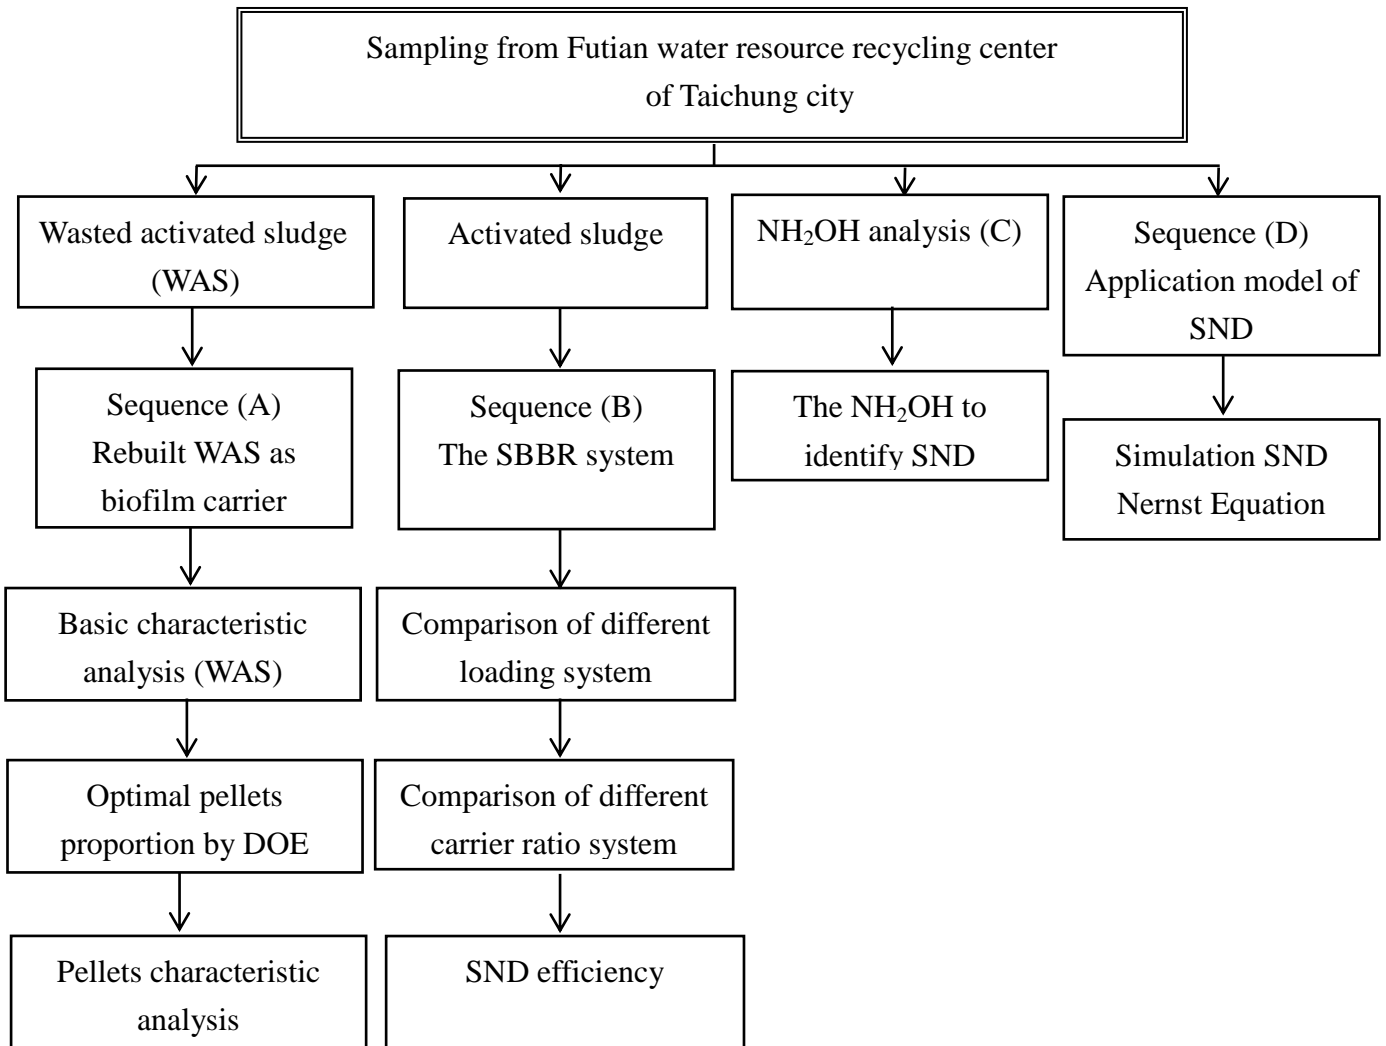 Sampling from Futian water resource recycling center
of Taichung city
Wasted activated sludge
(WAS)
Activated sludge
NH₂OH analysis (C)
Sequence (D)
Application model of
SND
Sequence (A)
Rebuilt WAS as
biofilm carrier
Sequence (B)
The SBBR system
The NH₂OH to
identify SND
Simulation SND
Nernst Equation
Basic characteristic
analysis (WAS)
Comparison of different
loading system
Optimal pellets
proportion by DOE
Comparison of different
carrier ratio system
Pellets characteristic
analysis
SND efficiency